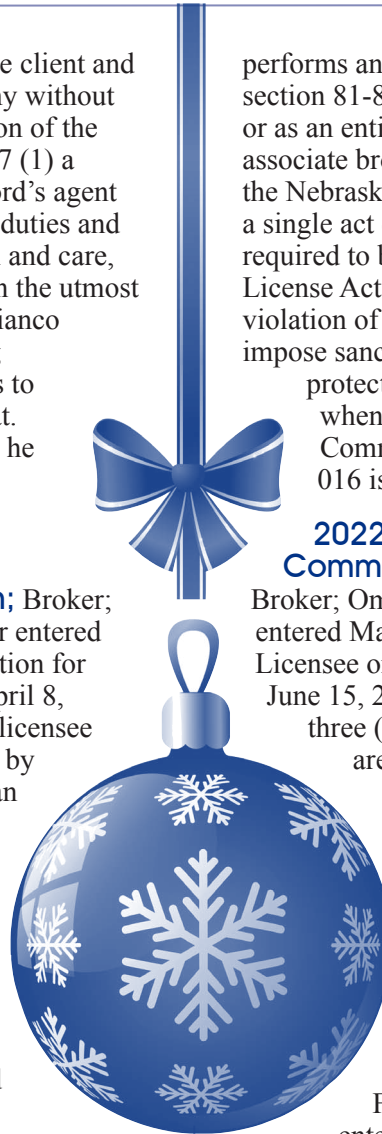 e client and
y without
on of the
7 (1) a
ord's agent
duties and
and care,
n the utmost
ianco
s to
t.
he
; Broker;
r entered
tion for
pril 8,
licensee
by
an
performs an
section 81-8
or as an enti
associate bro
the Nebrask
a single act
required to b
License Act
violation of
impose sanc
protect
when
Comm
016 is
2022
Comm
Broker; Om
entered Ma
Licensee or
June 15, 2
three (
are